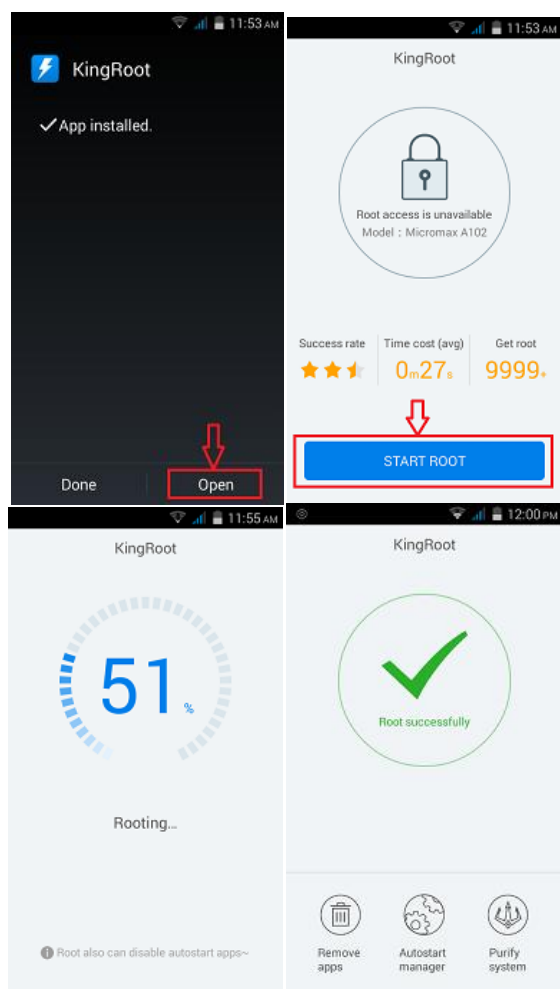 11:53 AM
KingRoot
App installed.
Done
Open
11:53 AM
KingRoot
Root access is unavailable
Model : Micromax A102
Success rate
Time cost (avg)
Get root
0m27s
9999+
START ROOT
11:55 AM
KingRoot
51%
Rooting...
Root also can disable autostart apps~
12:00 PM
KingRoot
Root successfully
Remove
apps
Autostart
manager
Purify
system